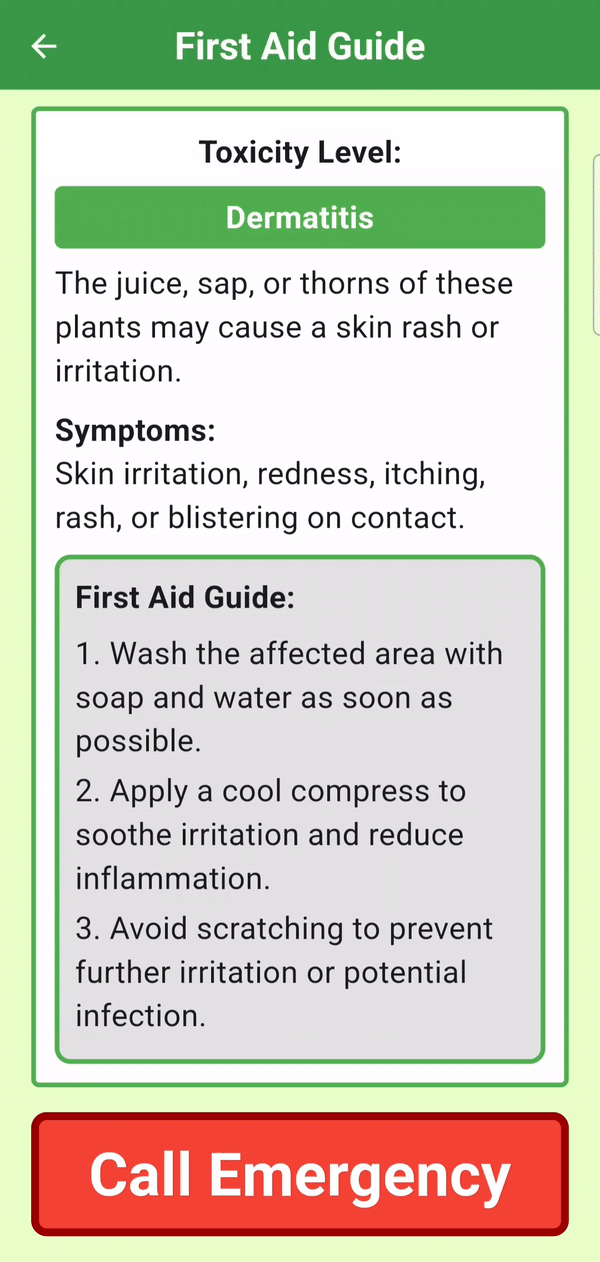 First Aid Guide
Toxicity Level:
Dermatitis
The juice, sap, or thorns of these
plants may cause a skin rash or
irritation.
Symptoms:
Skin irritation, redness, itching,
rash, or blistering on contact.
First Aid Guide:
1. Wash the affected area with
soap and water as soon as
possible.
2. Apply a cool compress to
soothe irritation and reduce
inflammation.
3. Avoid scratching to prevent
further irritation or potential
infection.
Call Emergency